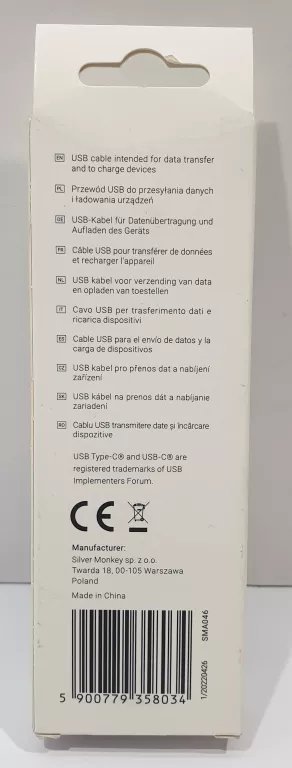 EN USB cable intended for data transfer
and to charge devices
PL Przewód USB do przesyłania danych
i ładowania urządzeń
DE USB-Kabel für Datenübertragung und
Aufladen des Geräts
FR Câble USB pour transférer de données
et recharger l'appareil
NL USB kabel voor verzending van data
en opladen van toestellen
IT Cavo USB per trasferimento dati e
ricarica dispositivi
ES Cable USB para el envío de datos y la
carga de dispositivos
CZ USB kabel pro přenos dat a nabíjení
zařízení
SK USB kábel na prenos dát a nabíjanie
zariadení
RO Cablu USB transmitere date și încărcare
dispozitive
USB Type-C® and USB-C® are
registered trademarks of USB
Implementers Forum.
CE
Manufacturer:
Silver Monkey sp. z o.o.
Twarda 18, 00-105 Warszawa
Poland
Made in China
5 900779 358034
1/20220426 SMA046